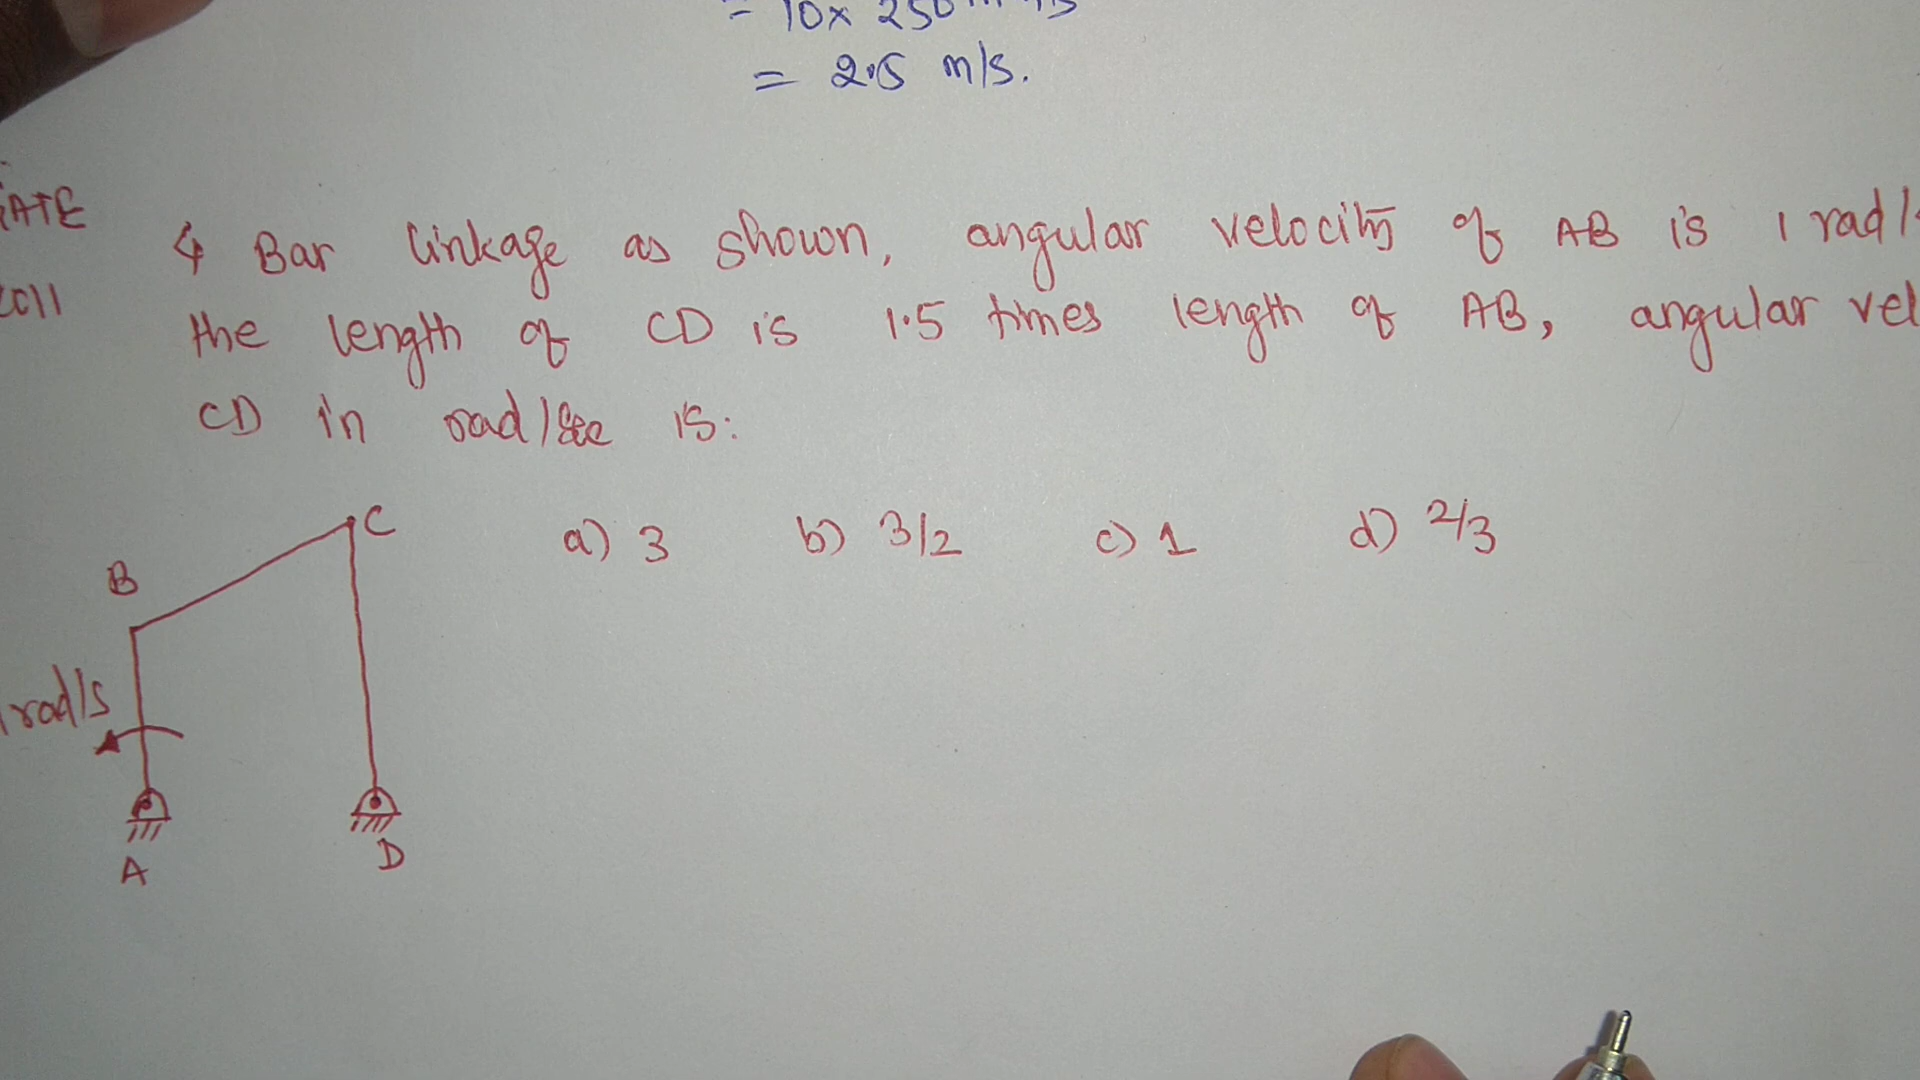 = 10 x 250
= 2.5 m/s.
4 Bar linkage as shown, angular velocity of AB is 1 rad/s
the length of CD is 1.5 times length of AB, angular vel
CD in rad/sec is:
a) 3 b) 3/2 c) 1 d) 2/3
C
B
rad/s
A
D